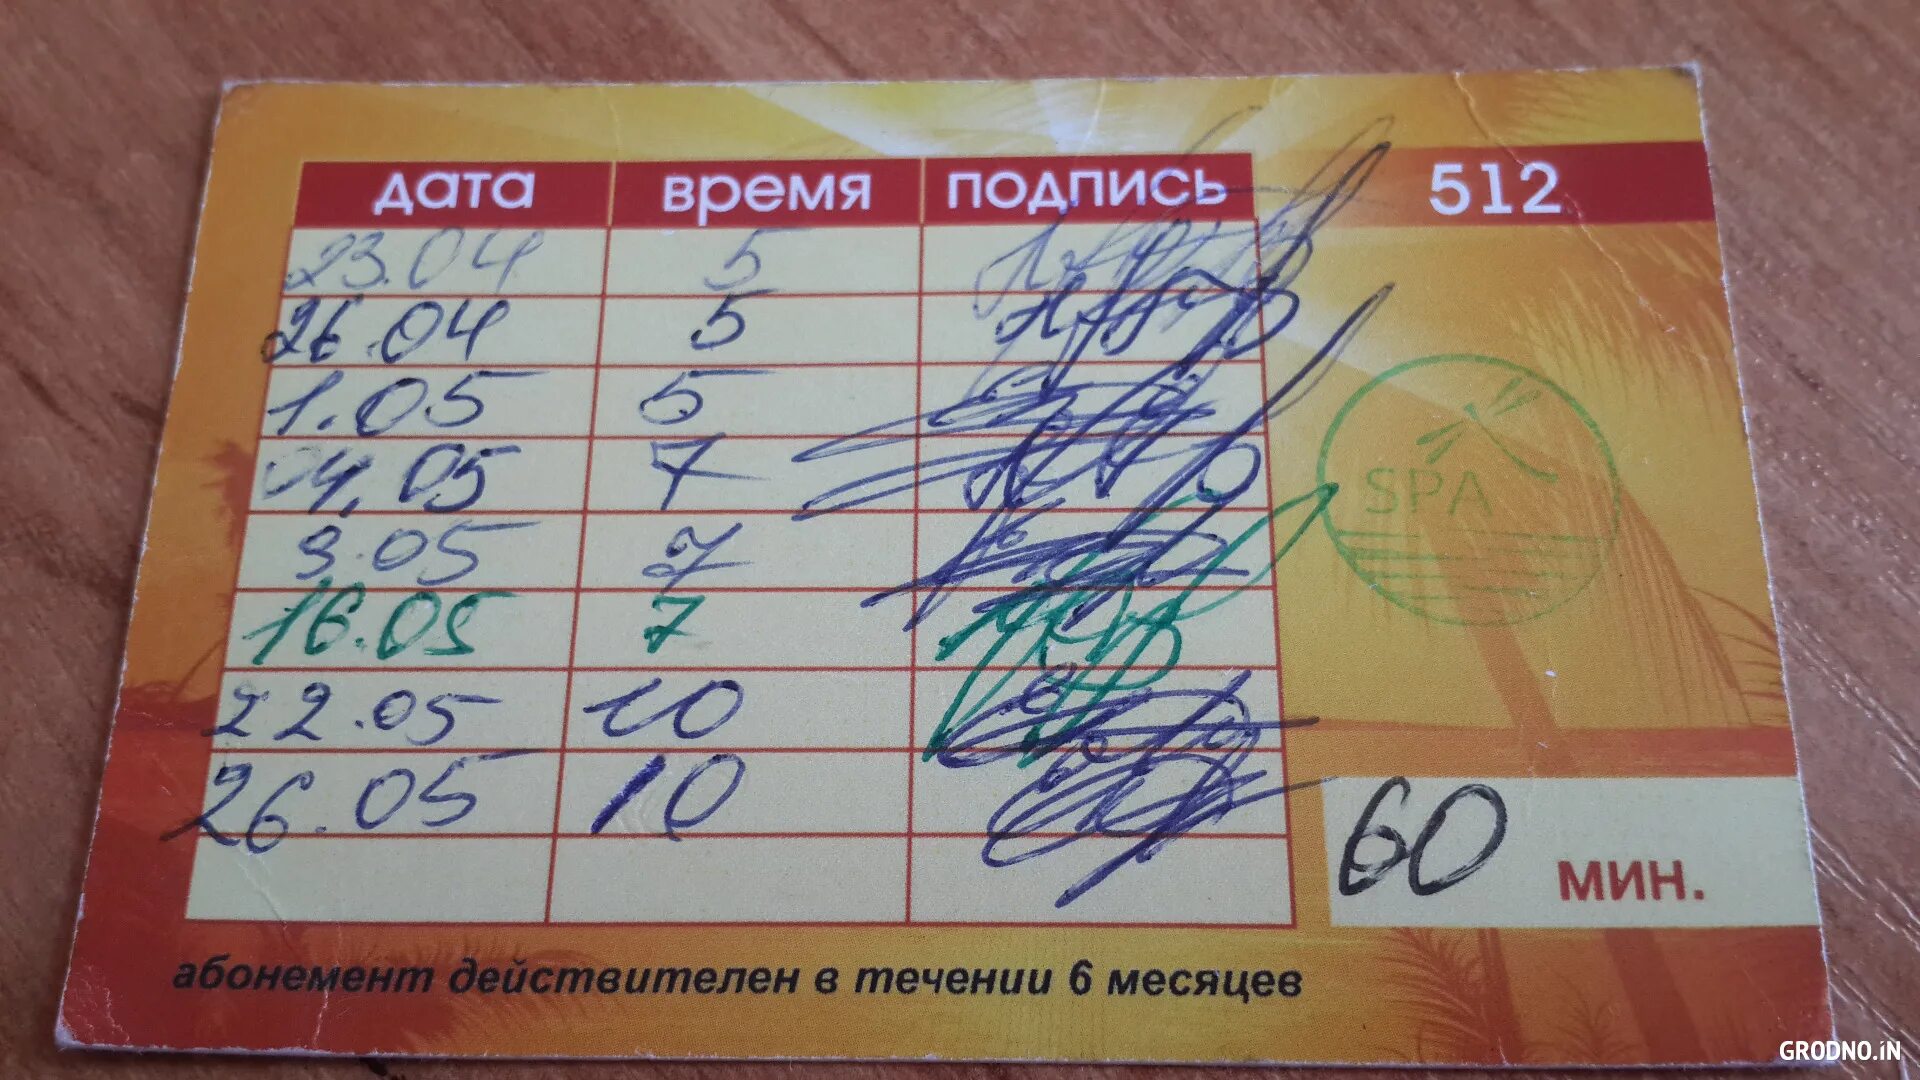 дата время подпись 512
23.04 5
26.04 5
1.05 5
04.05 7
9.05 7
16.05 7
22.05 10
26.05 10
SPA
60 мин.
абонемент действителен в течении 6 месяцев
GRODNO.iN